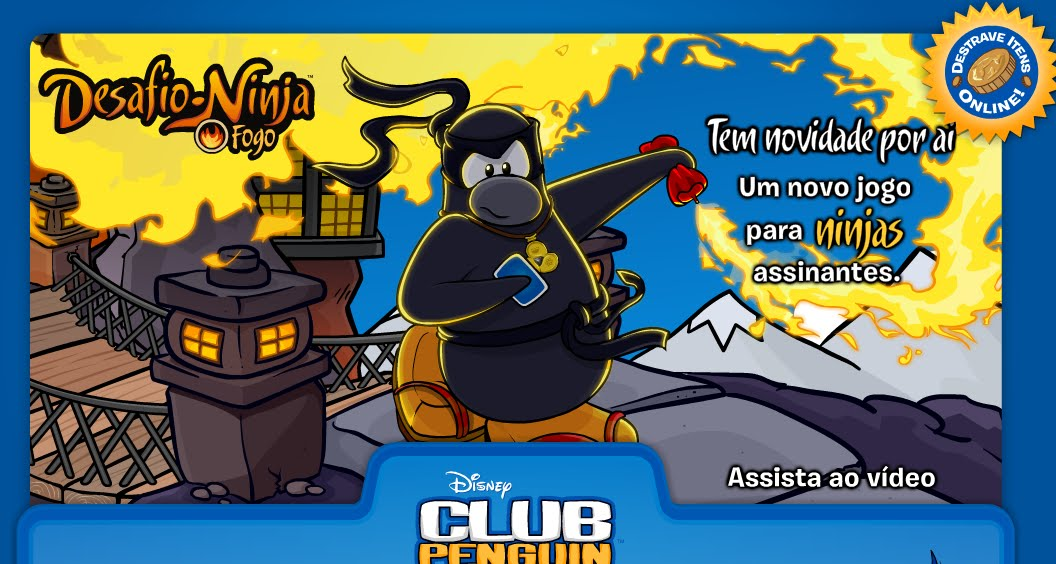 Desafio-Ninja™
Fogo
DESTRAVE ITENS
ONLINE!
Tem novidade por aí
Um novo jogo
para ninjas
assinantes.
Assista ao vídeo
Disney
CLUB
PENGUIN